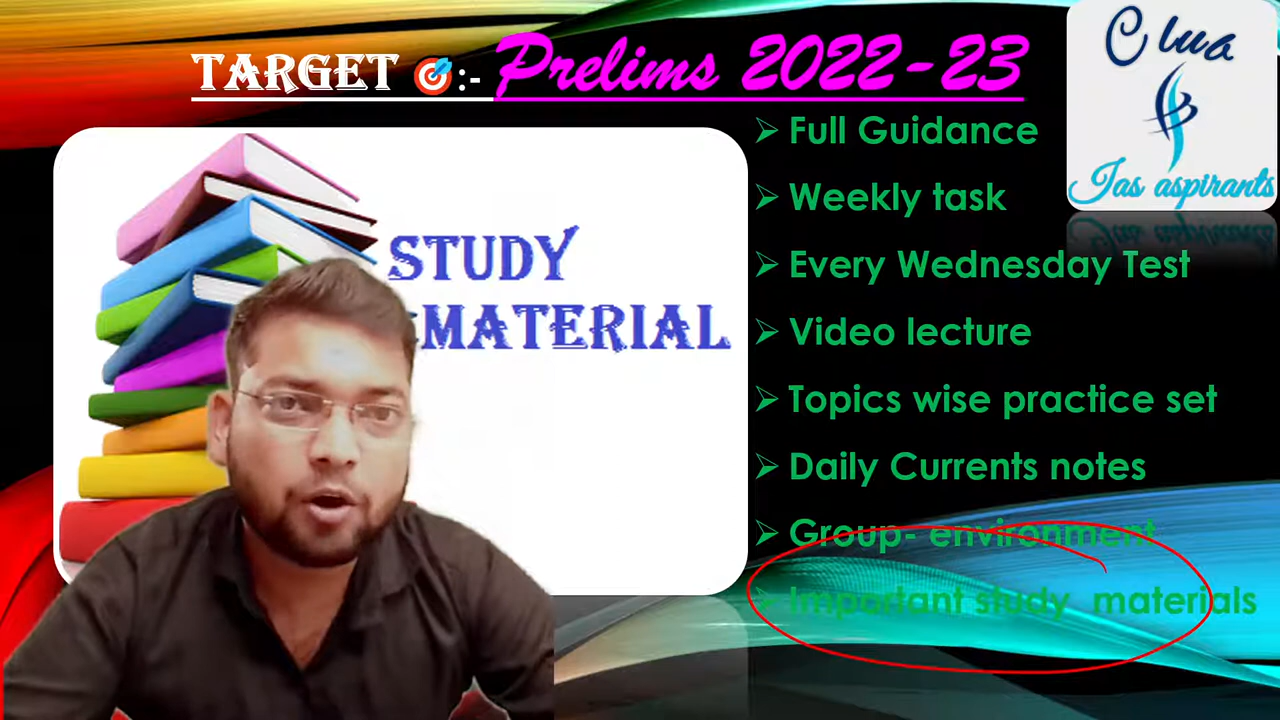 TARGET 🎯:- Prelims 2022-23
Clua
Ias aspirants
STUDY
MATERIAL
➢ Full Guidance
➢ Weekly task
➢ Every Wednesday Test
➢ Video lecture
➢ Topics wise practice set
➢ Daily Currents notes
➢ Group- environment
➢ Important study materials